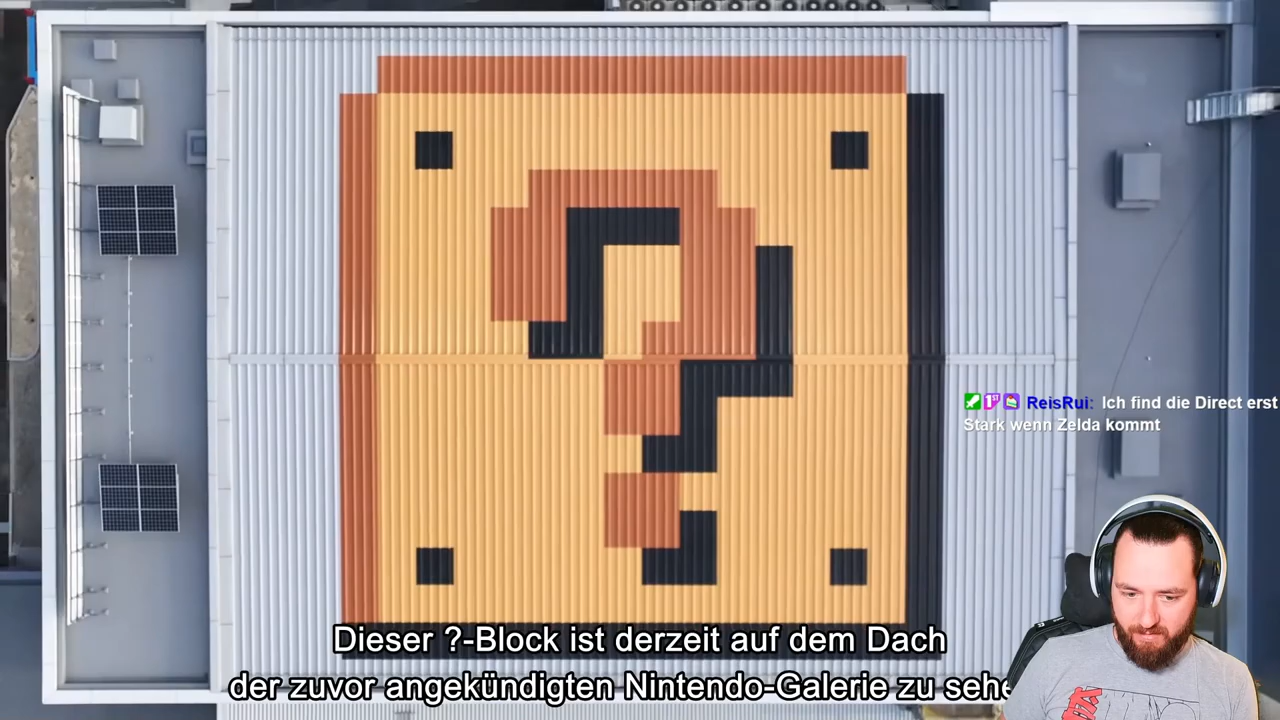 ReisRui: Ich find die Direct erst
Stark wenn Zelda kommt
Dieser ?-Block ist derzeit auf dem Dach
der zuvor angekündigten Nintendo-Galerie zu sehe